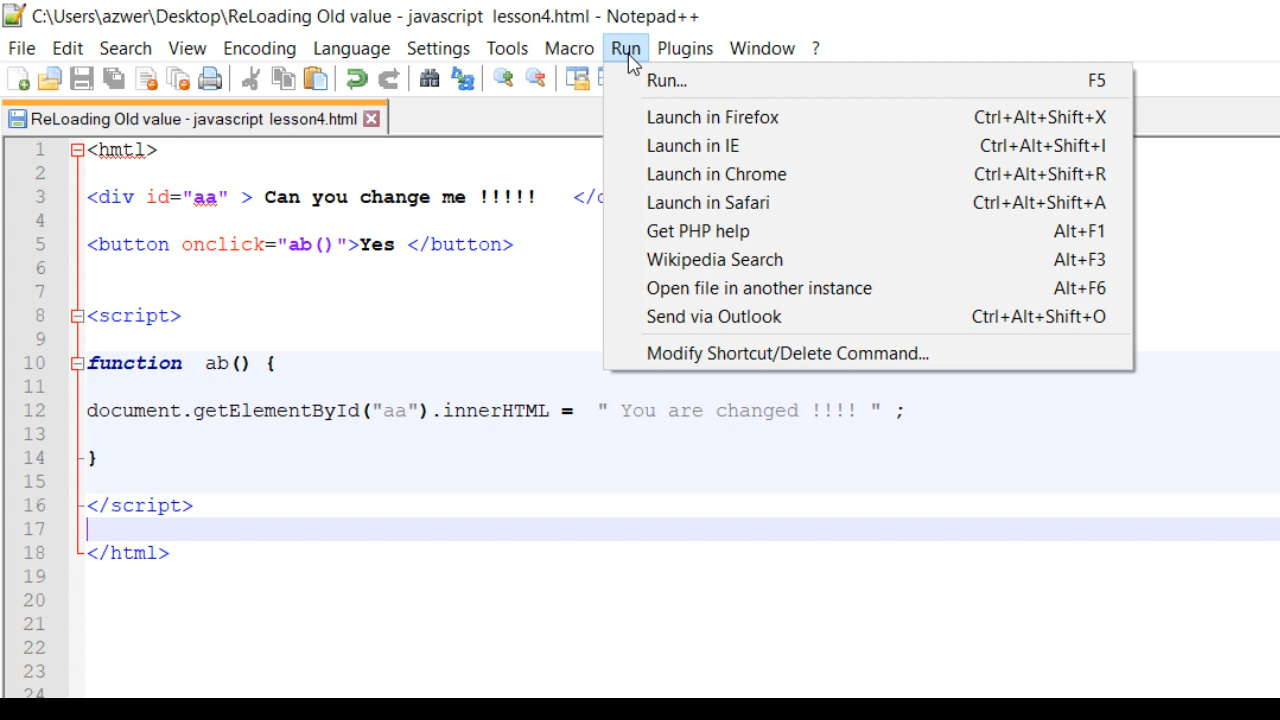 C:\Users\azwer\Desktop\ReLoading Old value - javascript lesson4.html - Notepad++
File Edit Search View Encoding Language Settings Tools Macro Run Plugins Window ?
ReLoading Old value - javascript lesson4.html
Run... F5
Launch in Firefox Ctrl+Alt+Shift+X
Launch in IE Ctrl+Alt+Shift+I
Launch in Chrome Ctrl+Alt+Shift+R
Launch in Safari Ctrl+Alt+Shift+A
Get PHP help Alt+F1
Wikipedia Search Alt+F3
Open file in another instance Alt+F6
Send via Outlook Ctrl+Alt+Shift+O
Modify Shortcut/Delete Command...
1 <hmtl>
2
3 <div id="aa" > Can you change me !!!!! </
4
5 <button onclick="ab()">Yes </button>
6
7
8 <script>
9
10 function ab() {
11
12 document.getElementById("aa").innerHTML = " You are changed !!!! " ;
13
14 }
15
16 </script>
17
18 </html>
19
20
21
22
23
24